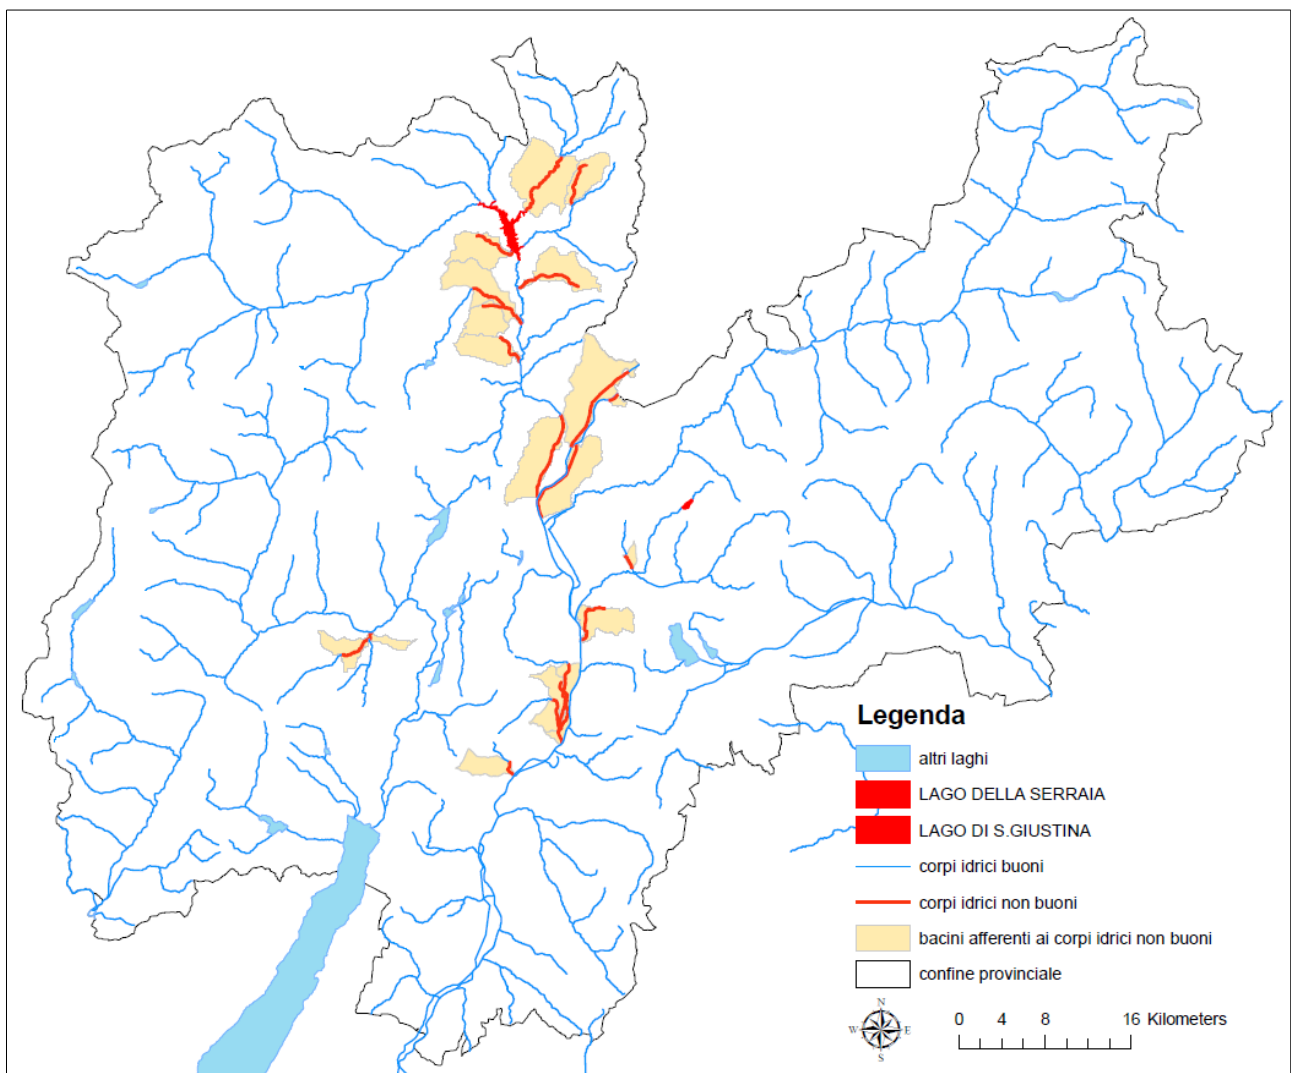 Legenda
altri laghi
LAGO DELLA SERRAIA
LAGO DI S.GIUSTINA
corpi idrici buoni
corpi idrici non buoni
bacini afferenti ai corpi idrici non buoni
confine provinciale
N
W E
S
0 4 8 16 Kilometers